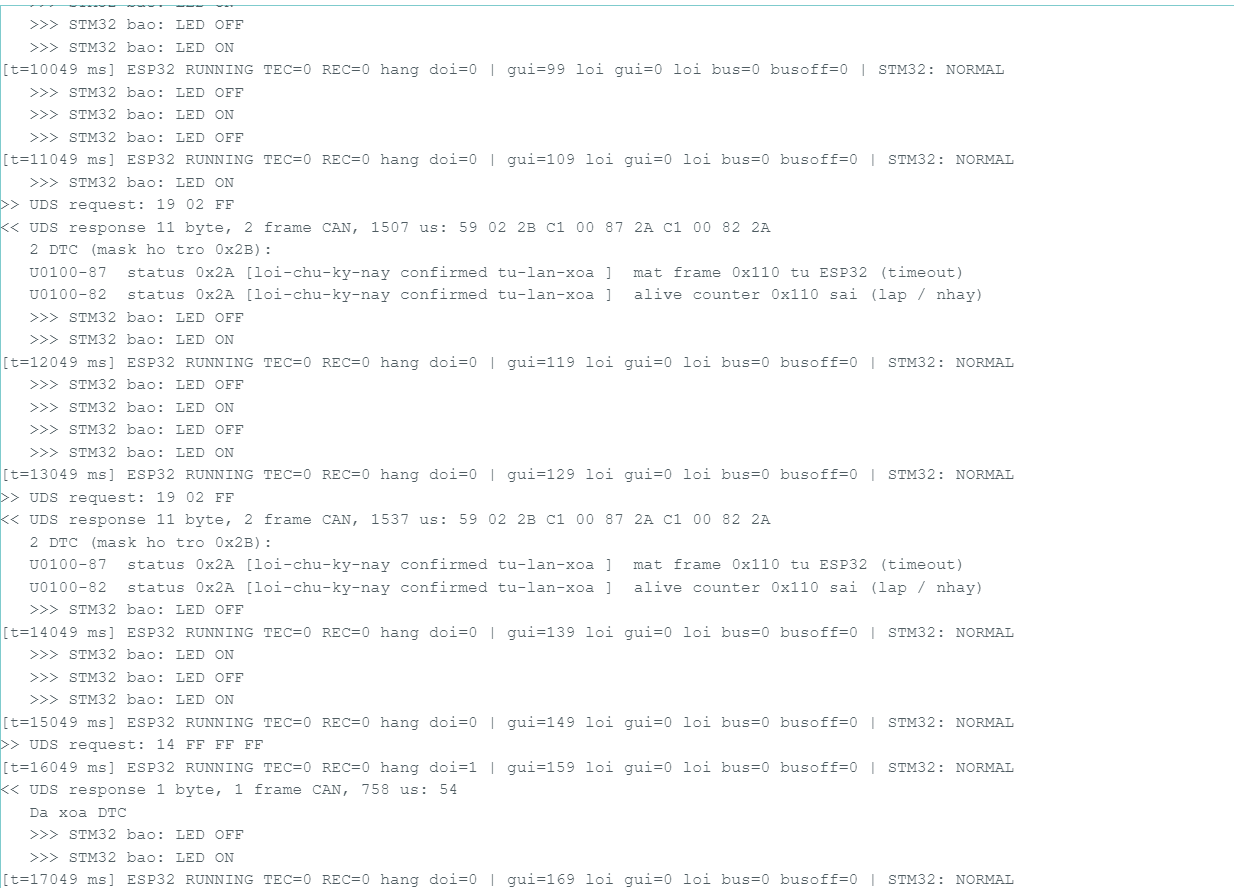 >>> STM32 bao: LED ON
>>> STM32 bao: LED OFF
>>> STM32 bao: LED ON
[t=10049 ms] ESP32 RUNNING TEC=0 REC=0 hang doi=0 | gui=99 loi gui=0 loi bus=0 busoff=0 | STM32: NORMAL
>>> STM32 bao: LED OFF
>>> STM32 bao: LED ON
>>> STM32 bao: LED OFF
[t=11049 ms] ESP32 RUNNING TEC=0 REC=0 hang doi=0 | gui=109 loi gui=0 loi bus=0 busoff=0 | STM32: NORMAL
>>> STM32 bao: LED ON
>> UDS request: 19 02 FF
<< UDS response 11 byte, 2 frame CAN, 1507 us: 59 02 2B C1 00 87 2A C1 00 82 2A
2 DTC (mask ho tro 0x2B):
U0100-87  status 0x2A [loi-chu-ky-nay confirmed tu-lan-xoa ]  mat frame 0x110 tu ESP32 (timeout)
U0100-82  status 0x2A [loi-chu-ky-nay confirmed tu-lan-xoa ]  alive counter 0x110 sai (lap / nhay)
>>> STM32 bao: LED OFF
>>> STM32 bao: LED ON
[t=12049 ms] ESP32 RUNNING TEC=0 REC=0 hang doi=0 | gui=119 loi gui=0 loi bus=0 busoff=0 | STM32: NORMAL
>>> STM32 bao: LED OFF
>>> STM32 bao: LED ON
>>> STM32 bao: LED OFF
>>> STM32 bao: LED ON
[t=13049 ms] ESP32 RUNNING TEC=0 REC=0 hang doi=0 | gui=129 loi gui=0 loi bus=0 busoff=0 | STM32: NORMAL
>> UDS request: 19 02 FF
<< UDS response 11 byte, 2 frame CAN, 1537 us: 59 02 2B C1 00 87 2A C1 00 82 2A
2 DTC (mask ho tro 0x2B):
U0100-87  status 0x2A [loi-chu-ky-nay confirmed tu-lan-xoa ]  mat frame 0x110 tu ESP32 (timeout)
U0100-82  status 0x2A [loi-chu-ky-nay confirmed tu-lan-xoa ]  alive counter 0x110 sai (lap / nhay)
>>> STM32 bao: LED OFF
[t=14049 ms] ESP32 RUNNING TEC=0 REC=0 hang doi=0 | gui=139 loi gui=0 loi bus=0 busoff=0 | STM32: NORMAL
>>> STM32 bao: LED ON
>>> STM32 bao: LED OFF
>>> STM32 bao: LED ON
[t=15049 ms] ESP32 RUNNING TEC=0 REC=0 hang doi=0 | gui=149 loi gui=0 loi bus=0 busoff=0 | STM32: NORMAL
>> UDS request: 14 FF FF FF
[t=16049 ms] ESP32 RUNNING TEC=0 REC=0 hang doi=1 | gui=159 loi gui=0 loi bus=0 busoff=0 | STM32: NORMAL
<< UDS response 1 byte, 1 frame CAN, 758 us: 54
Da xoa DTC
>>> STM32 bao: LED OFF
>>> STM32 bao: LED ON
[t=17049 ms] ESP32 RUNNING TEC=0 REC=0 hang doi=0 | gui=169 loi gui=0 loi bus=0 busoff=0 | STM32: NORMAL